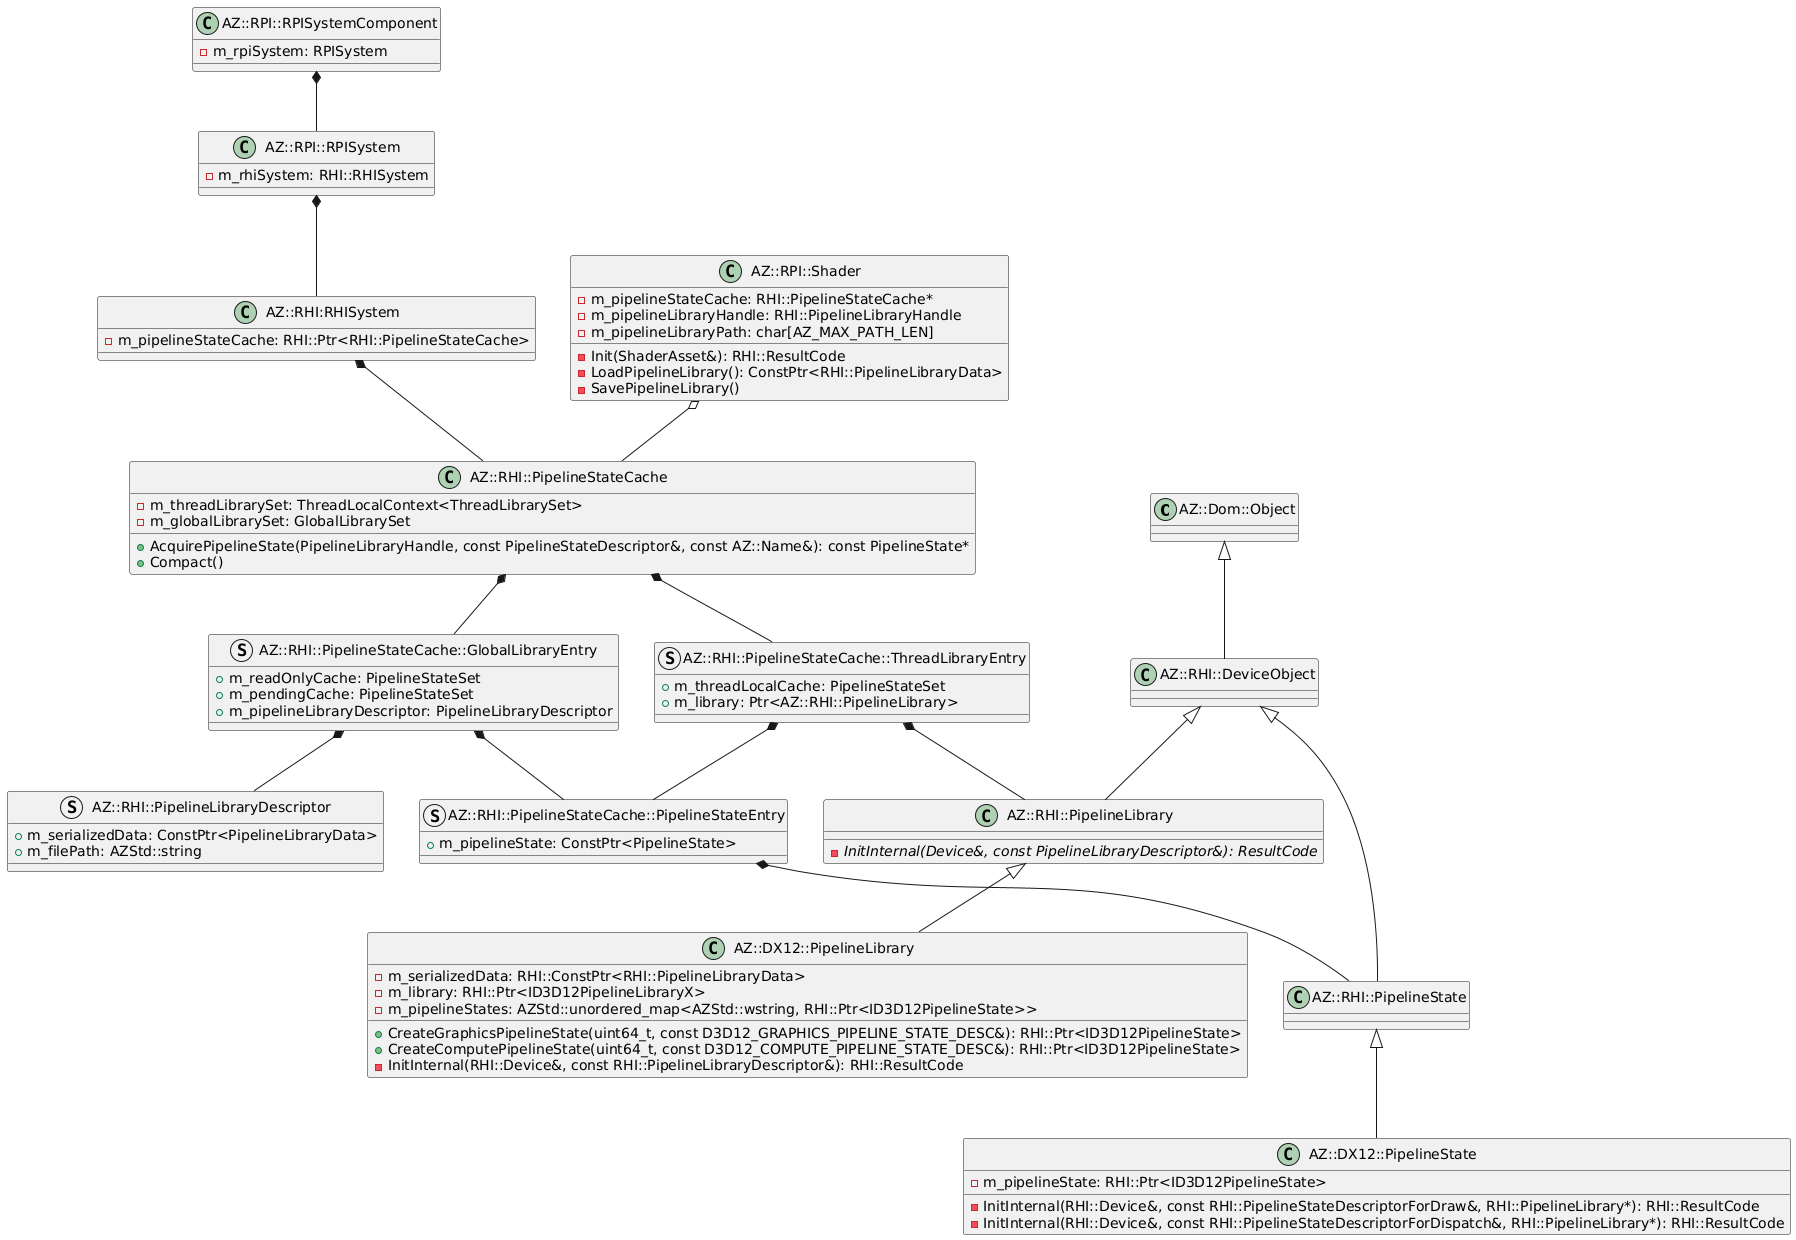 C AZ::RPI::RPISystemComponent
m_rpiSystem: RPISystem
C AZ::RPI::RPISystem
m_rhiSystem: RHI::RHISystem
C AZ::RHI:RHISystem
m_pipelineStateCache: RHI::Ptr<RHI::PipelineStateCache>
C AZ::RPI::Shader
m_pipelineStateCache: RHI::PipelineStateCache*
m_pipelineLibraryHandle: RHI::PipelineLibraryHandle
m_pipelineLibraryPath: char[AZ_MAX_PATH_LEN]
Init(ShaderAsset&): RHI::ResultCode
LoadPipelineLibrary(): ConstPtr<RHI::PipelineLibraryData>
SavePipelineLibrary()
C AZ::RHI::PipelineStateCache
m_threadLibrarySet: ThreadLocalContext<ThreadLibrarySet>
m_globalLibrarySet: GlobalLibrarySet
AcquirePipelineState(PipelineLibraryHandle, const PipelineStateDescriptor&, const AZ::Name&): const PipelineState*
Compact()
C AZ::Dom::Object
S AZ::RHI::PipelineStateCache::GlobalLibraryEntry
m_readOnlyCache: PipelineStateSet
m_pendingCache: PipelineStateSet
m_pipelineLibraryDescriptor: PipelineLibraryDescriptor
S AZ::RHI::PipelineStateCache::ThreadLibraryEntry
m_threadLocalCache: PipelineStateSet
m_library: Ptr<AZ::RHI::PipelineLibrary>
C AZ::RHI::DeviceObject
S AZ::RHI::PipelineLibraryDescriptor
m_serializedData: ConstPtr<PipelineLibraryData>
m_filePath: AZStd::string
S AZ::RHI::PipelineStateCache::PipelineStateEntry
m_pipelineState: ConstPtr<PipelineState>
C AZ::RHI::PipelineLibrary
InitInternal(Device&, const PipelineLibraryDescriptor&): ResultCode
C AZ::DX12::PipelineLibrary
m_serializedData: RHI::ConstPtr<RHI::PipelineLibraryData>
m_library: RHI::Ptr<ID3D12PipelineLibraryX>
m_pipelineStates: AZStd::unordered_map<AZStd::wstring, RHI::Ptr<ID3D12PipelineState>>
CreateGraphicsPipelineState(uint64_t, const D3D12_GRAPHICS_PIPELINE_STATE_DESC&): RHI::Ptr<ID3D12PipelineState>
CreateComputePipelineState(uint64_t, const D3D12_COMPUTE_PIPELINE_STATE_DESC&): RHI::Ptr<ID3D12PipelineState>
InitInternal(RHI::Device&, const RHI::PipelineLibraryDescriptor&): RHI::ResultCode
C AZ::RHI::PipelineState
C AZ::DX12::PipelineState
m_pipelineState: RHI::Ptr<ID3D12PipelineState>
InitInternal(RHI::Device&, const RHI::PipelineStateDescriptorForDraw&, RHI::PipelineLibrary*): RHI::ResultCode
InitInternal(RHI::Device&, const RHI::PipelineStateDescriptorForDispatch&, RHI::PipelineLibrary*): RHI::ResultCode